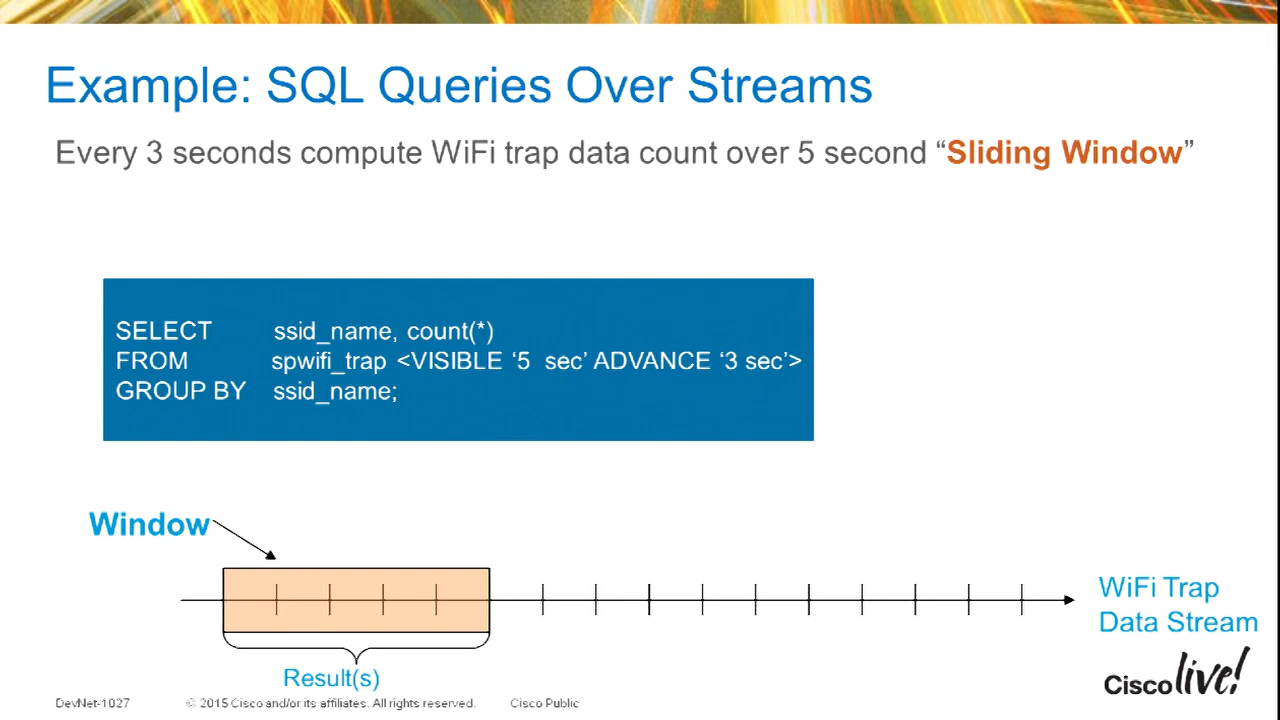 Example: SQL Queries Over Streams
Every 3 seconds compute WiFi trap data count over 5 second “Sliding Window”
SELECT ssid_name, count(*)
FROM spwifi_trap <VISIBLE ‘5 sec’ ADVANCE ‘3 sec’>
GROUP BY ssid_name;
Window
WiFi Trap
Data Stream
Result(s)
Cisco live!
DevNet-1027 © 2015 Cisco and/or its affiliates. All rights reserved. Cisco Public